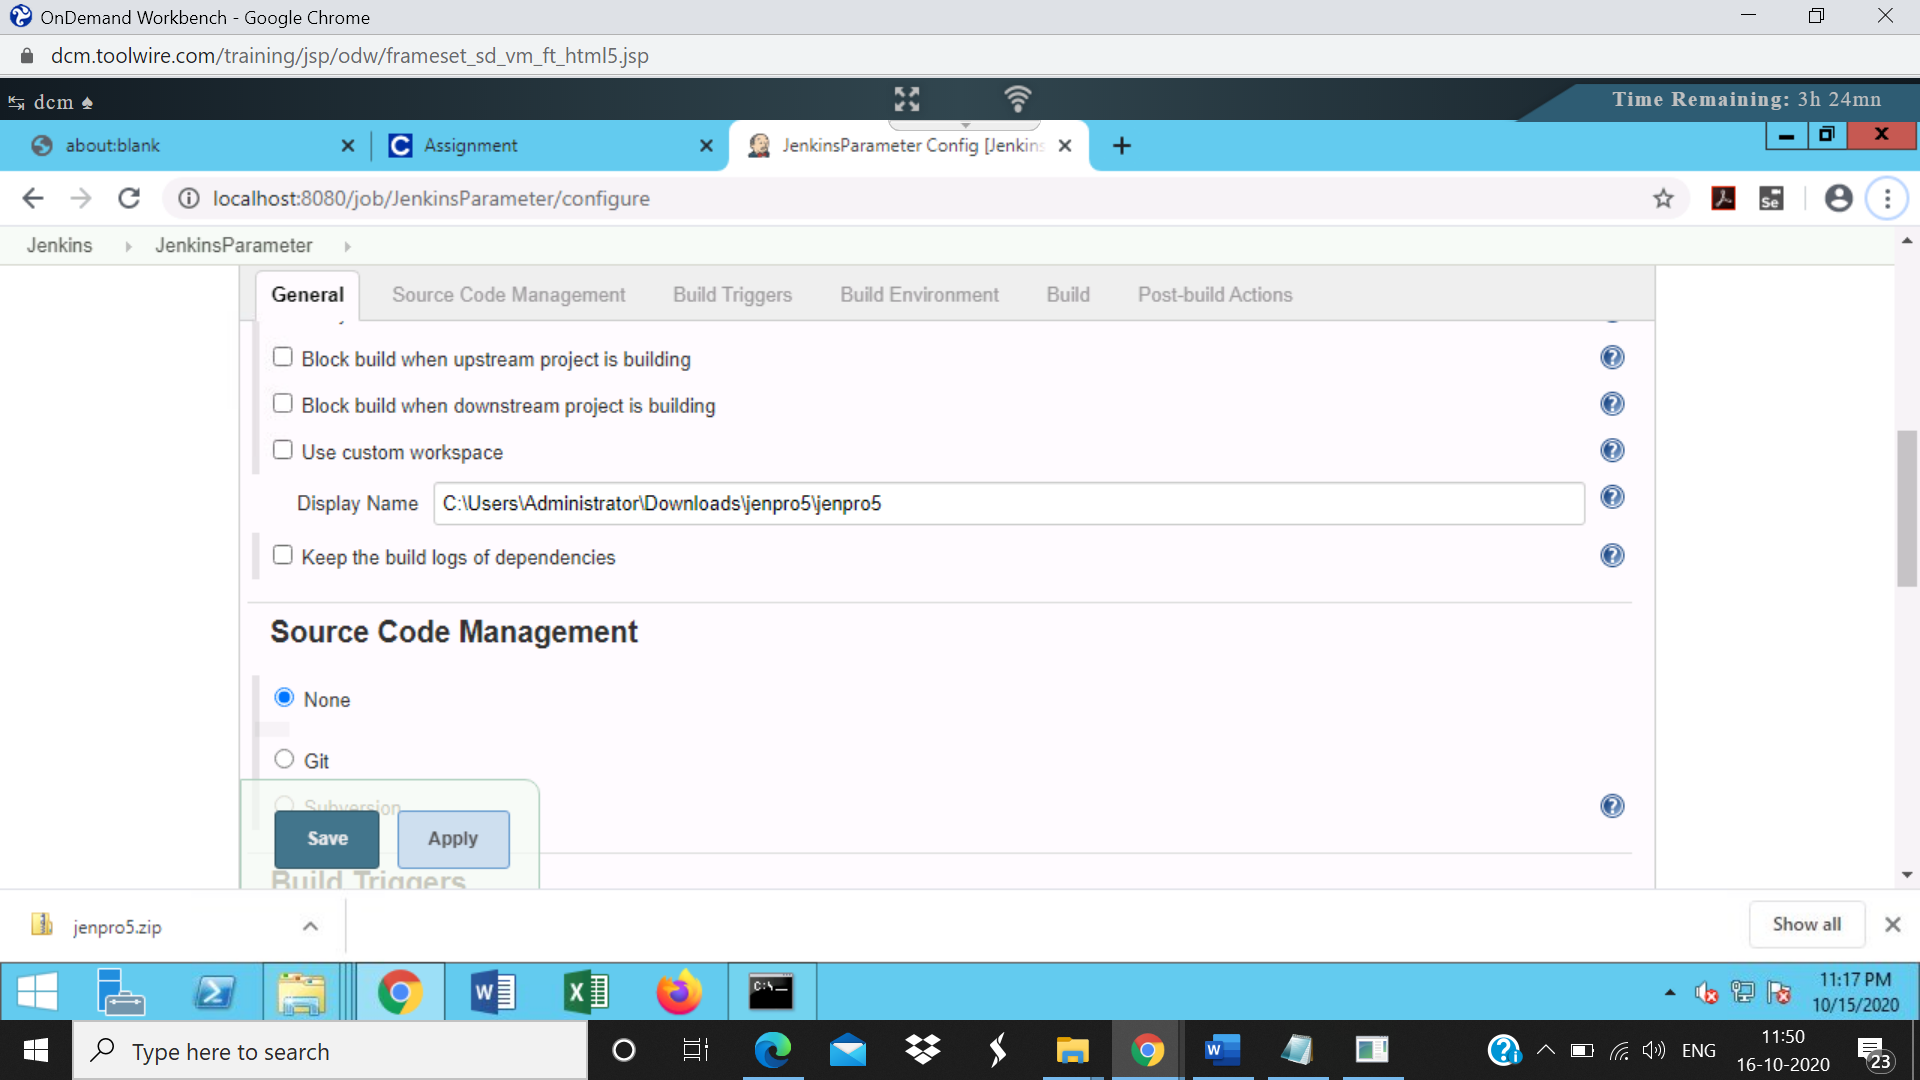 OnDemand Workbench - Google Chrome
dcm.toolwire.com/training/jsp/odw/frameset_sd_vm_ft_html5.jsp
dcm ♠
Time Remaining: 3h 24mn
about:blank
Assignment
JenkinsParameter Config [Jenkins
localhost:8080/job/JenkinsParameter/configure
Se
Jenkins
JenkinsParameter
General
Source Code Management
Build Triggers
Build Environment
Build
Post-build Actions
Block build when upstream project is building
Block build when downstream project is building
Use custom workspace
Display Name
C:\Users\Administrator\Downloads\jenpro5\jenpro5
Keep the build logs of dependencies
Source Code Management
None
Git
Subversion
Save
Apply
Build Triggers
jenpro5.zip
Show all
11:17 PM
10/15/2020
Type here to search
ENG
11:50
16-10-2020
23